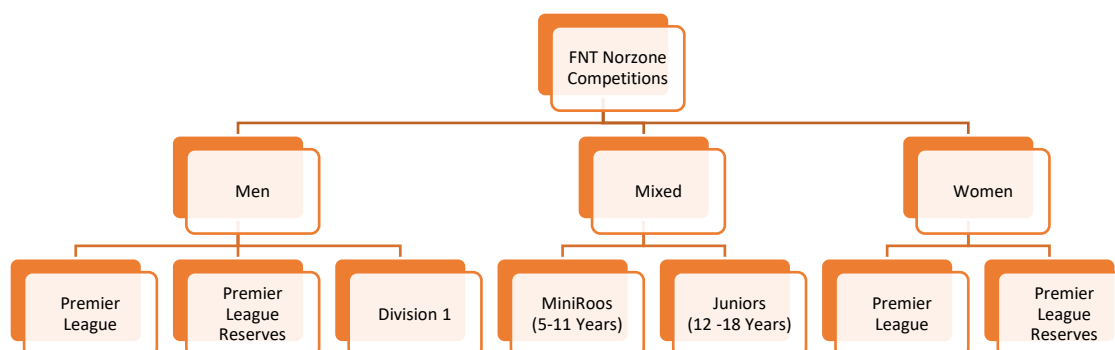 FNT Norzone
Competitions
Men
Mixed
Women
Premier
League
Premier
League
Reserves
Division 1
MiniRoos
(5-11 Years)
Juniors
(12 -18 Years)
Premier
League
Premier
League
Reserves